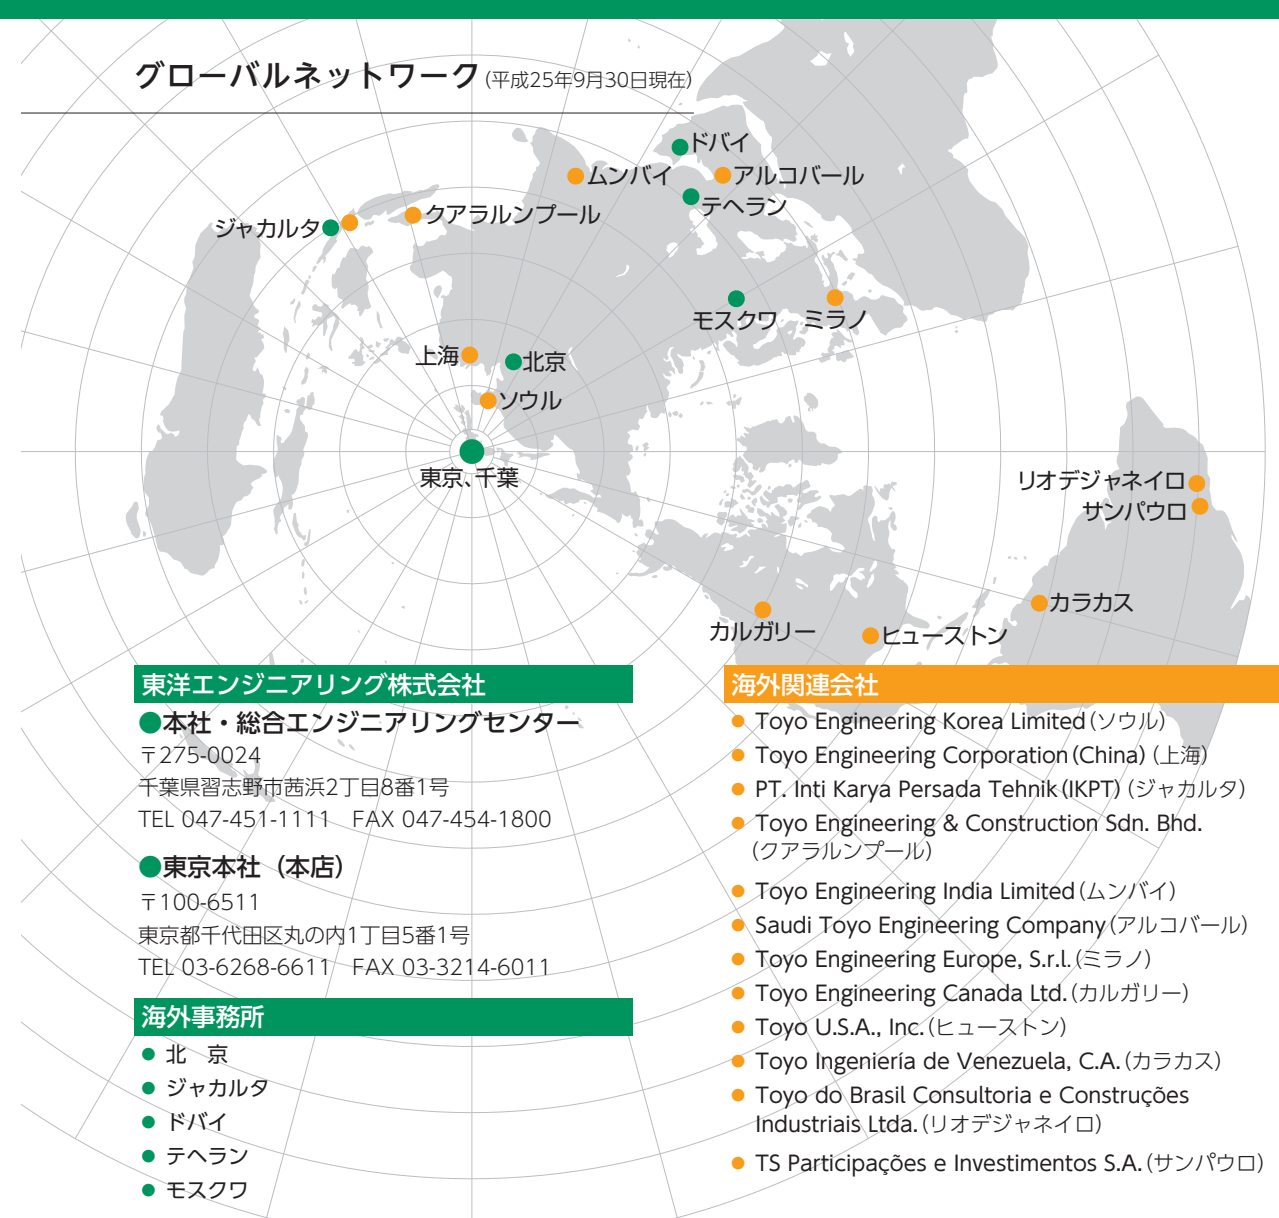 グローバルネットワーク(平成25年9月30日現在)
ドバイ
ムンバイ
アルコバール
テヘラン
クアラルンプール
ジャカルタ
モスクワ
ミラノ
上海
北京
ソウル
東京、千葉
リオデジャネイロ
サンパウロ
カラカス
カルガリー
ヒューストン
東洋エンジニアリング株式会社
●本社・総合エンジニアリングセンター
〒275-0024
千葉県習志野市茜浜2丁目8番1号
TEL 047-451-1111　FAX 047-454-1800
●東京本社（本店）
〒100-6511
東京都千代田区丸の内1丁目5番1号
TEL 03-6268-6611　FAX 03-3214-6011
海外事務所
● 北　京
● ジャカルタ
● ドバイ
● テヘラン
● モスクワ
海外関連会社
● Toyo Engineering Korea Limited（ソウル）
● Toyo Engineering Corporation（China）（上海）
● PT. Inti Karya Persada Tehnik（IKPT）（ジャカルタ）
● Toyo Engineering & Construction Sdn. Bhd.
（クアラルンプール）
● Toyo Engineering India Limited（ムンバイ）
● Saudi Toyo Engineering Company（アルコバール）
● Toyo Engineering Europe, S.r.l.（ミラノ）
● Toyo Engineering Canada Ltd.（カルガリー）
● Toyo U.S.A., Inc.（ヒューストン）
● Toyo Ingeniería de Venezuela, C.A.（カラカス）
● Toyo do Brasil Consultoria e Construções
Industriais Ltda.（リオデジャネイロ）
● TS Participações e Investimentos S.A.（サンパウロ）